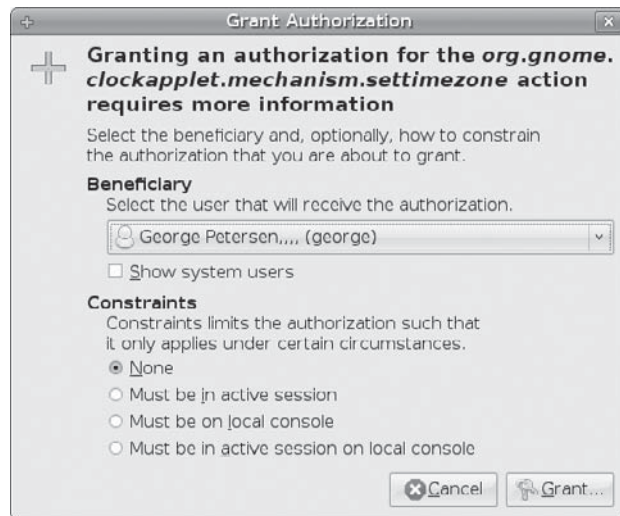 Grant Authorization
Granting an authorization for the org.gnome.
clockapplet.mechanism.settimezone action
requires more information
Select the beneficiary and, optionally, how to constrain
the authorization that you are about to grant.
Beneficiary
Select the user that will receive the authorization.
George Petersen,,,, (george)
Show system users
Constraints
Constraints limits the authorization such that
it only applies under certain circumstances.
None
Must be in active session
Must be on local console
Must be in active session on local console
Cancel
Grant...